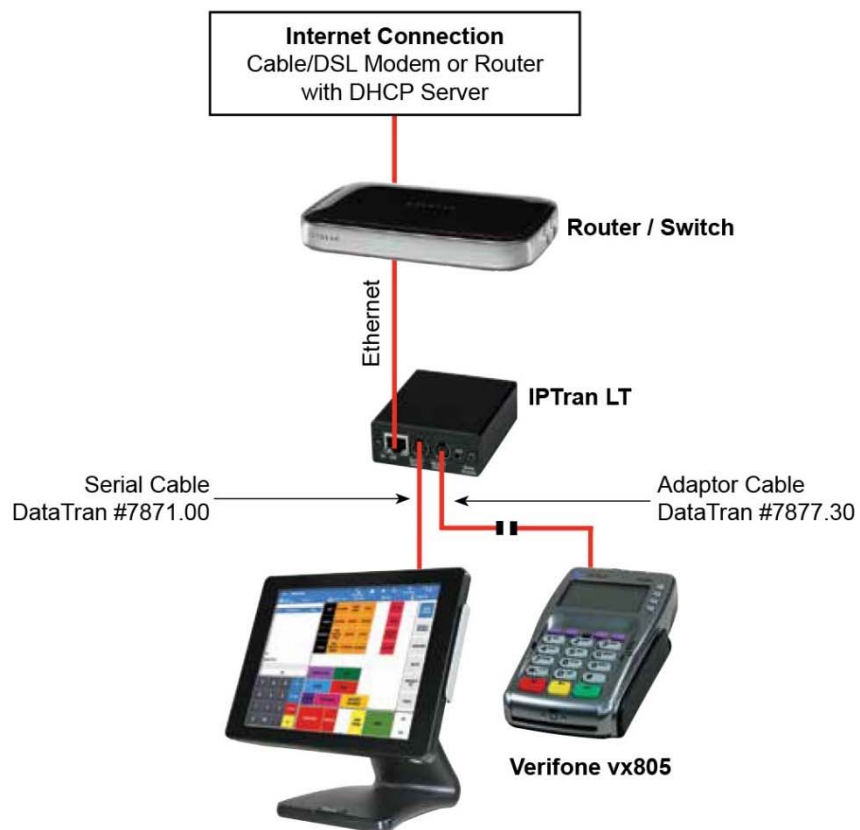 Internet Connection
Cable/DSL Modem or Router
with DHCP Server
Router / Switch
Ethernet
IPTran LT
Serial Cable
DataTran #7871.00
Adaptor Cable
DataTran #7877.30
Verifone vx805